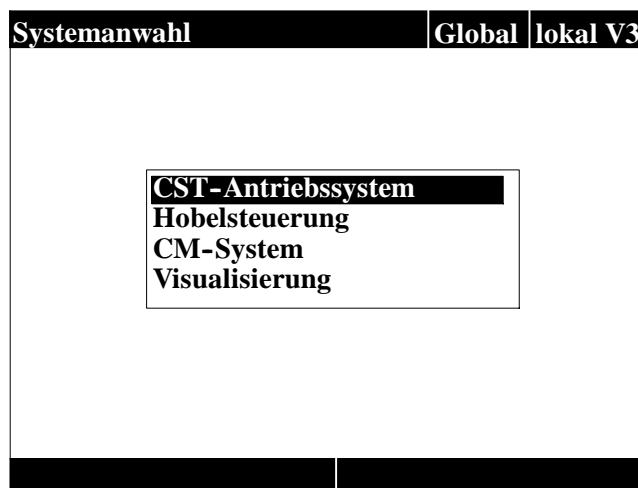 Systemanwahl Global lokal V3
CST-Antriebssystem
Hobelsteuerung
CM-System
Visualisierung